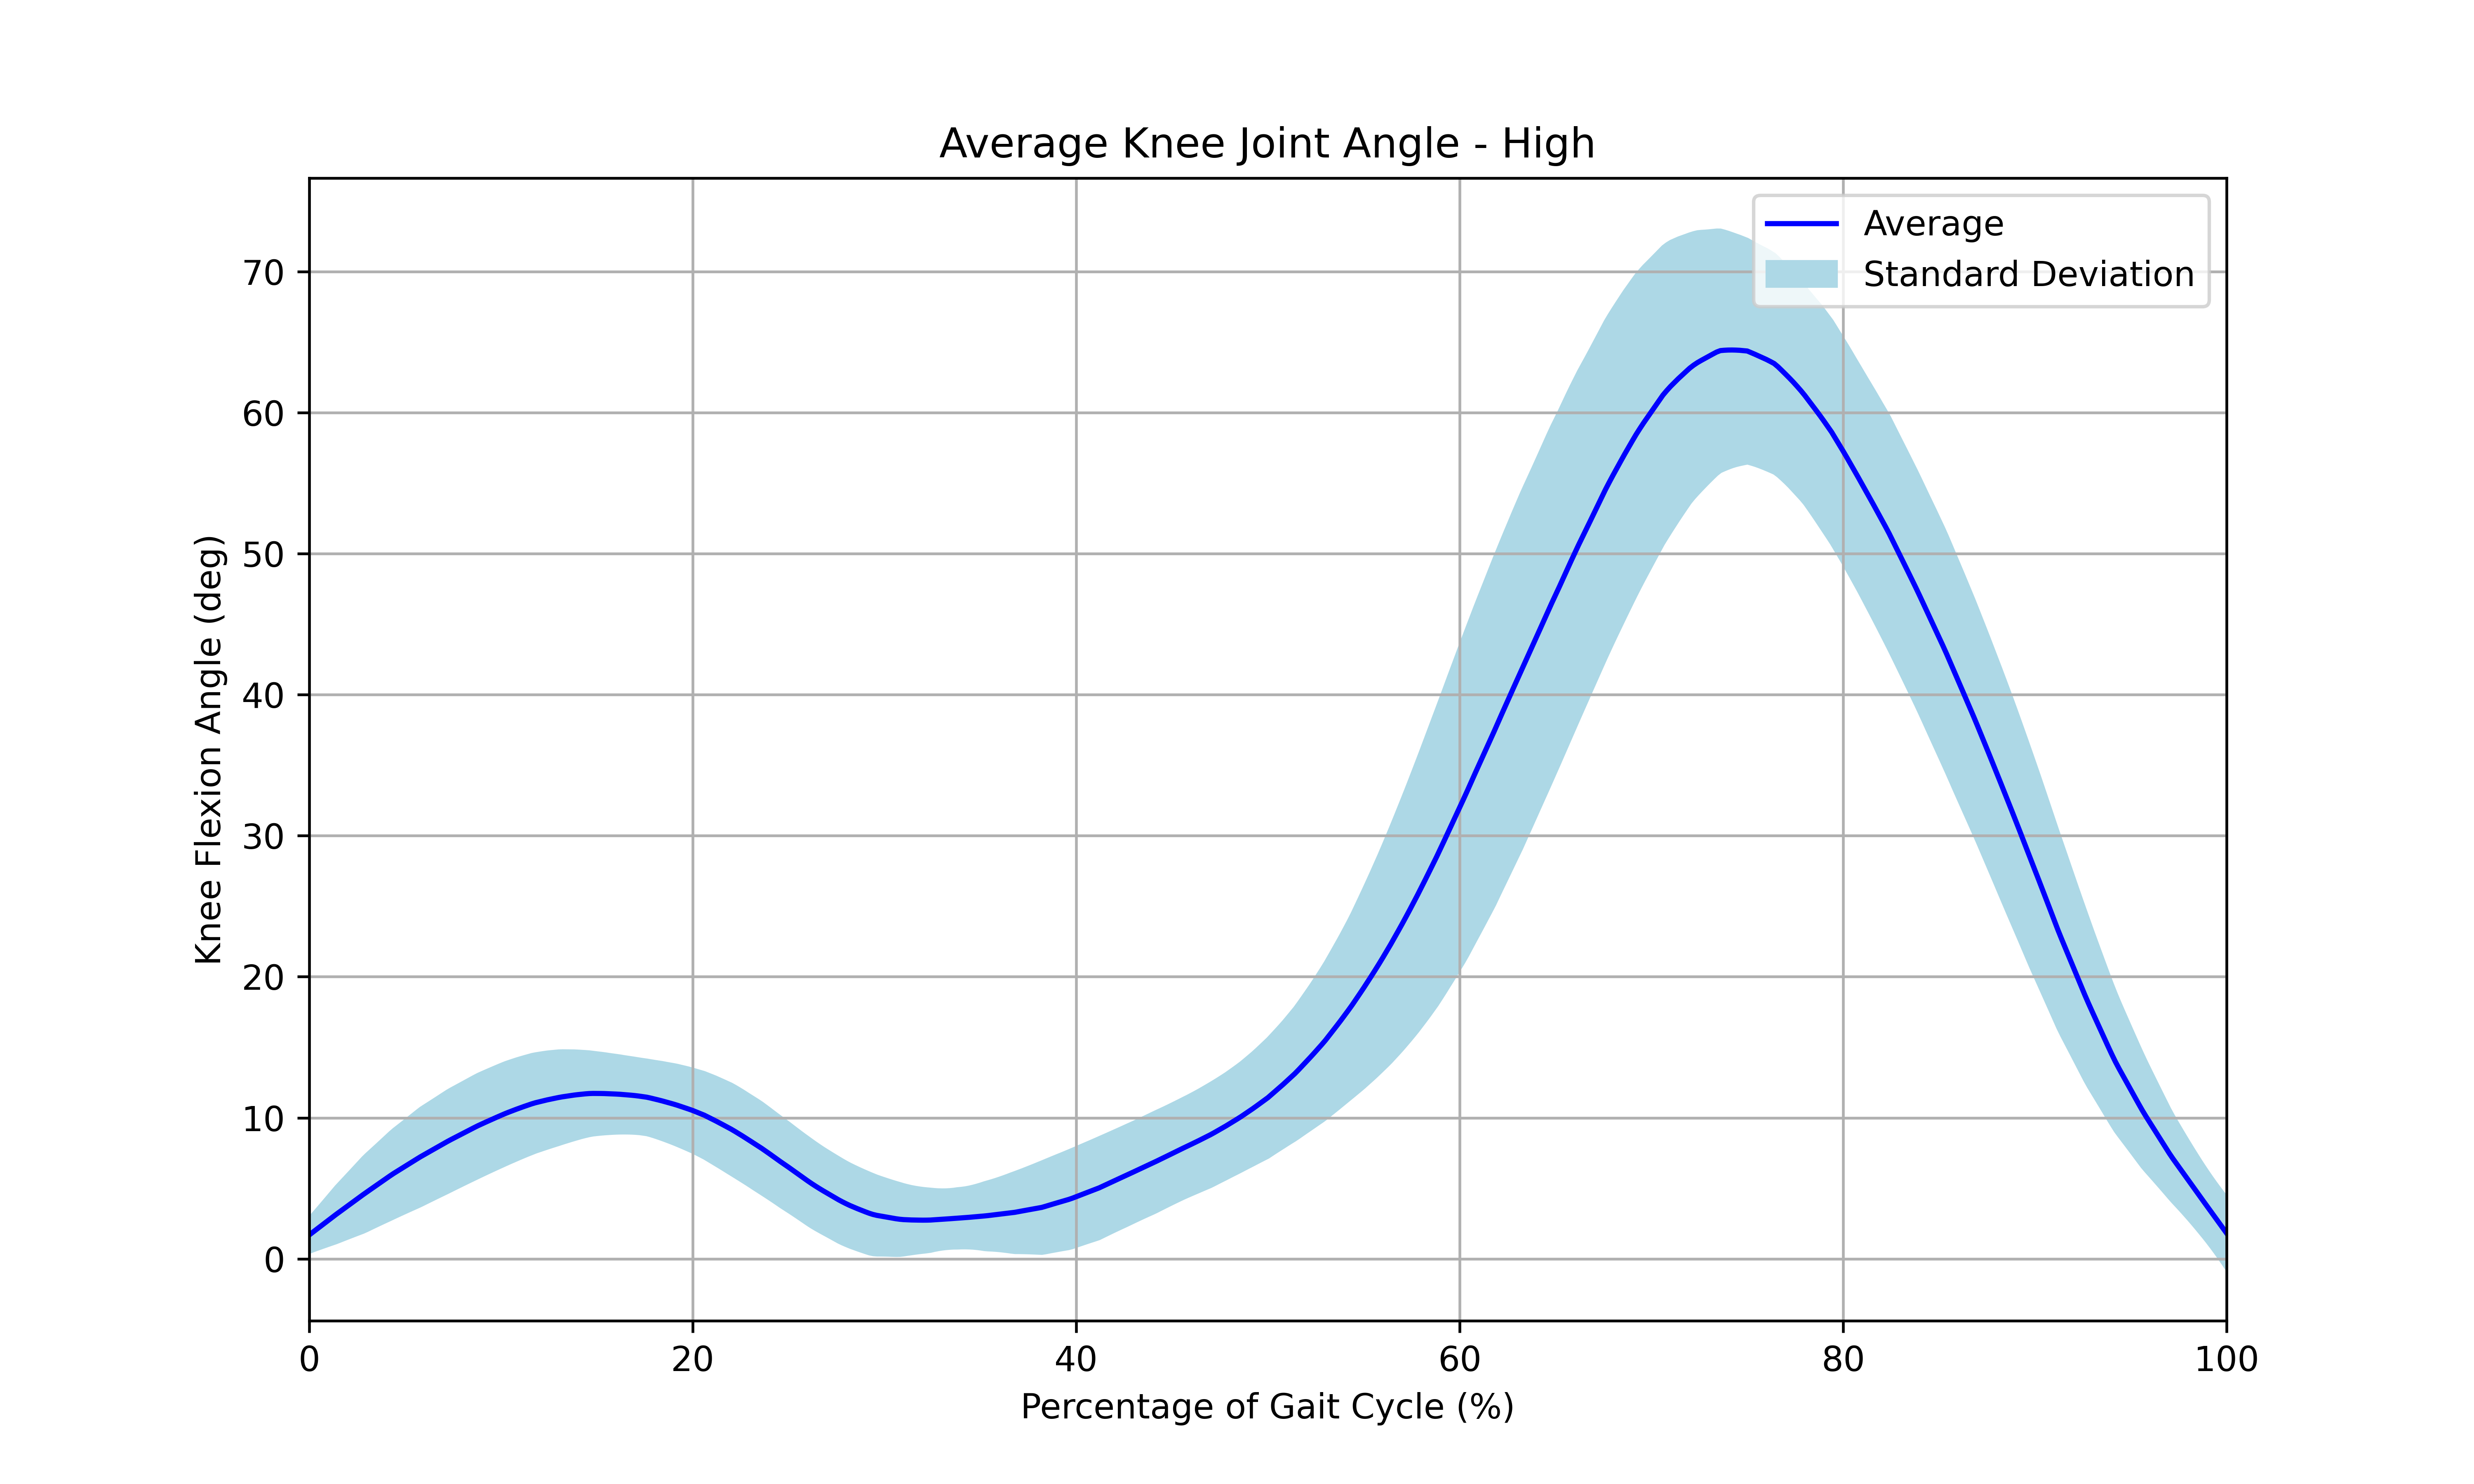 Average Knee Joint Angle - High
Average
Standard Deviation
Knee Flexion Angle (deg)
70
60
50
40
30
20
10
0
0 20 40 60 80 100
Percentage of Gait Cycle (%)